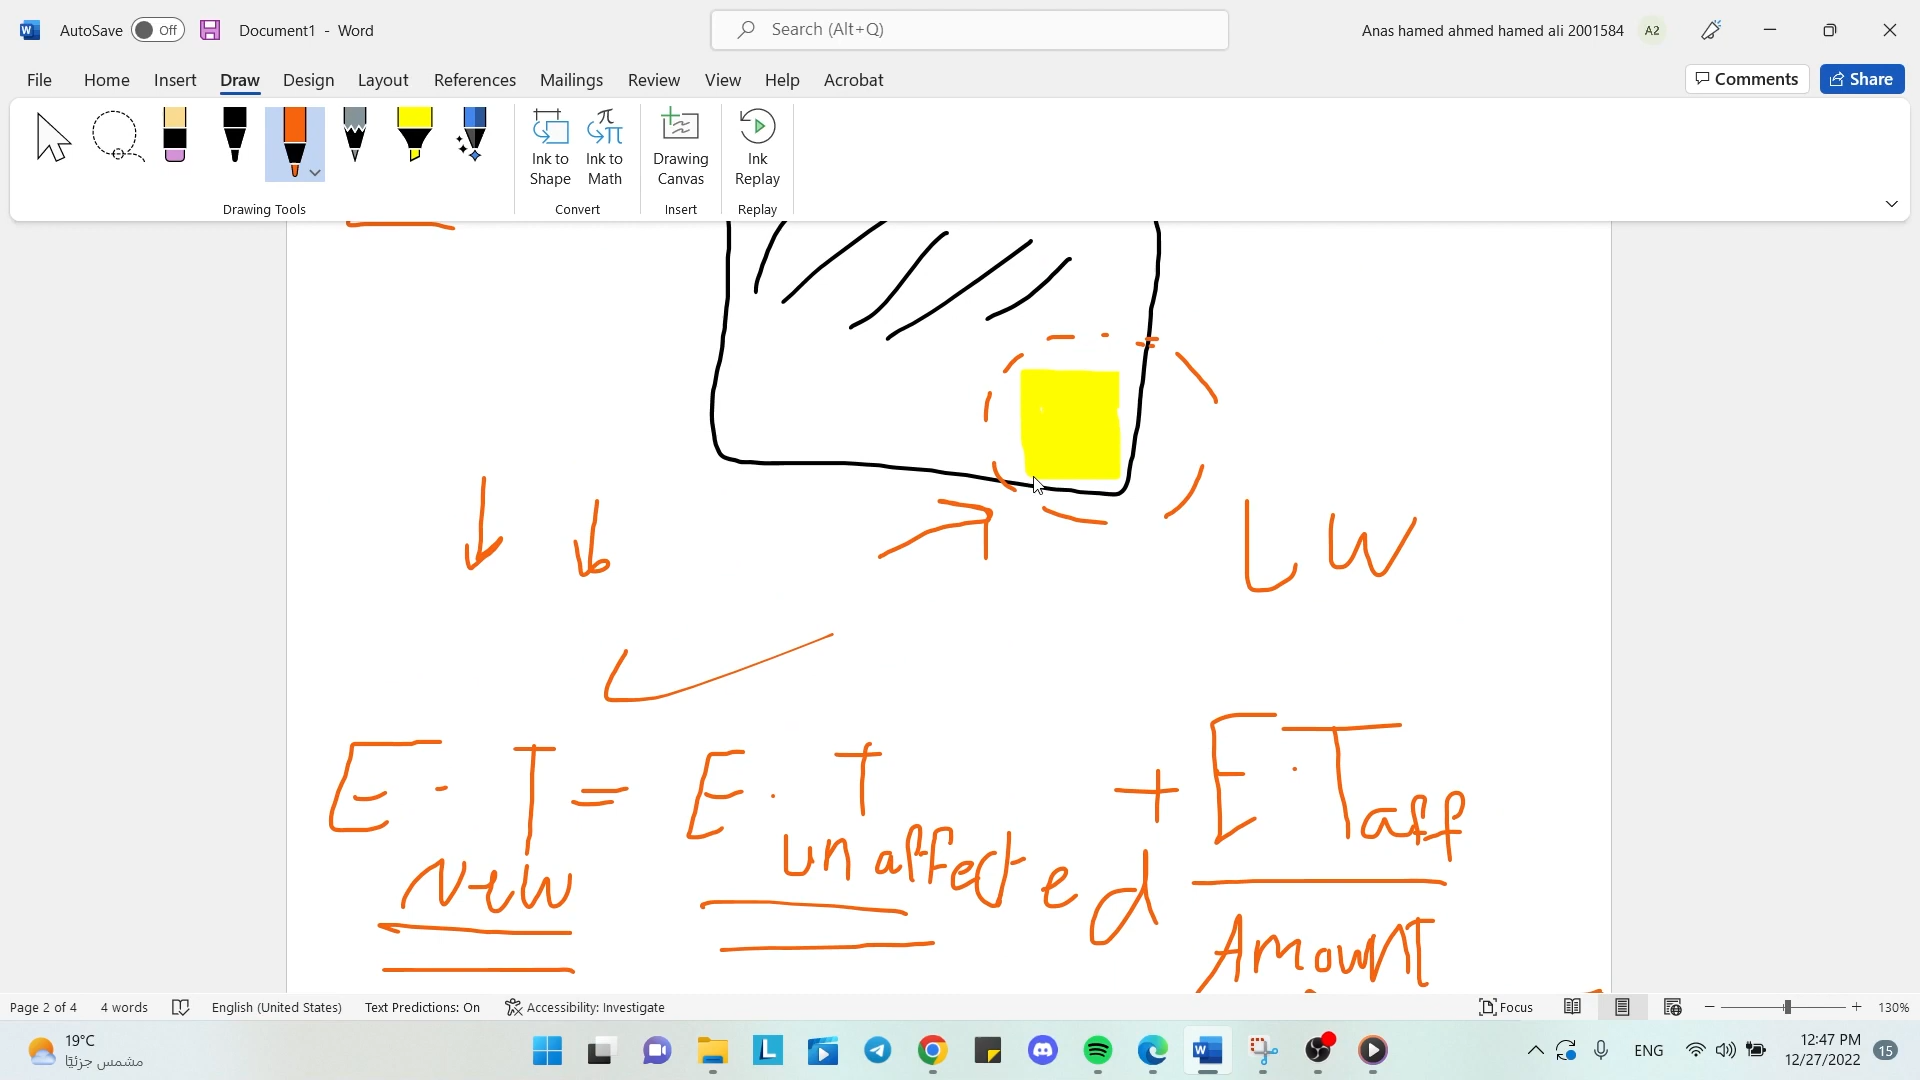 AutoSave Off Document1 - Word Search (Alt+Q) Anas hamed ahmed hamed ali 2001584 A2
File Home Insert Draw Design Layout References Mailings Review View Help Acrobat Comments Share
Ink to Shape
Ink to Math
Drawing Canvas
Ink Replay
Drawing Tools Convert Insert Replay
L W
E.T = E.T + E.T aff
New unaffected
Amount
Page 2 of 4 4 words English (United States) Text Predictions: On Accessibility: Investigate Focus 130%
19°C
مشمس جزئيًا
ENG
12:47 PM
12/27/2022
15